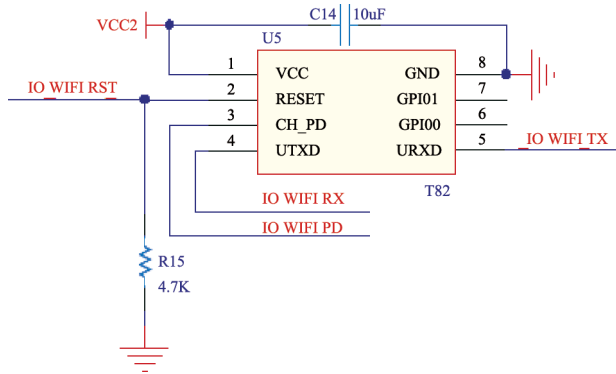 C14 10uF
VCC2
U5
1 VCC GND 8
IO WIFI RST
2 RESET GPI01 7
3 CH_PD GPI00 6
4 UTXD URXD 5
IO WIFI TX
T82
IO WIFI RX
IO WIFI PD
R15
4.7K